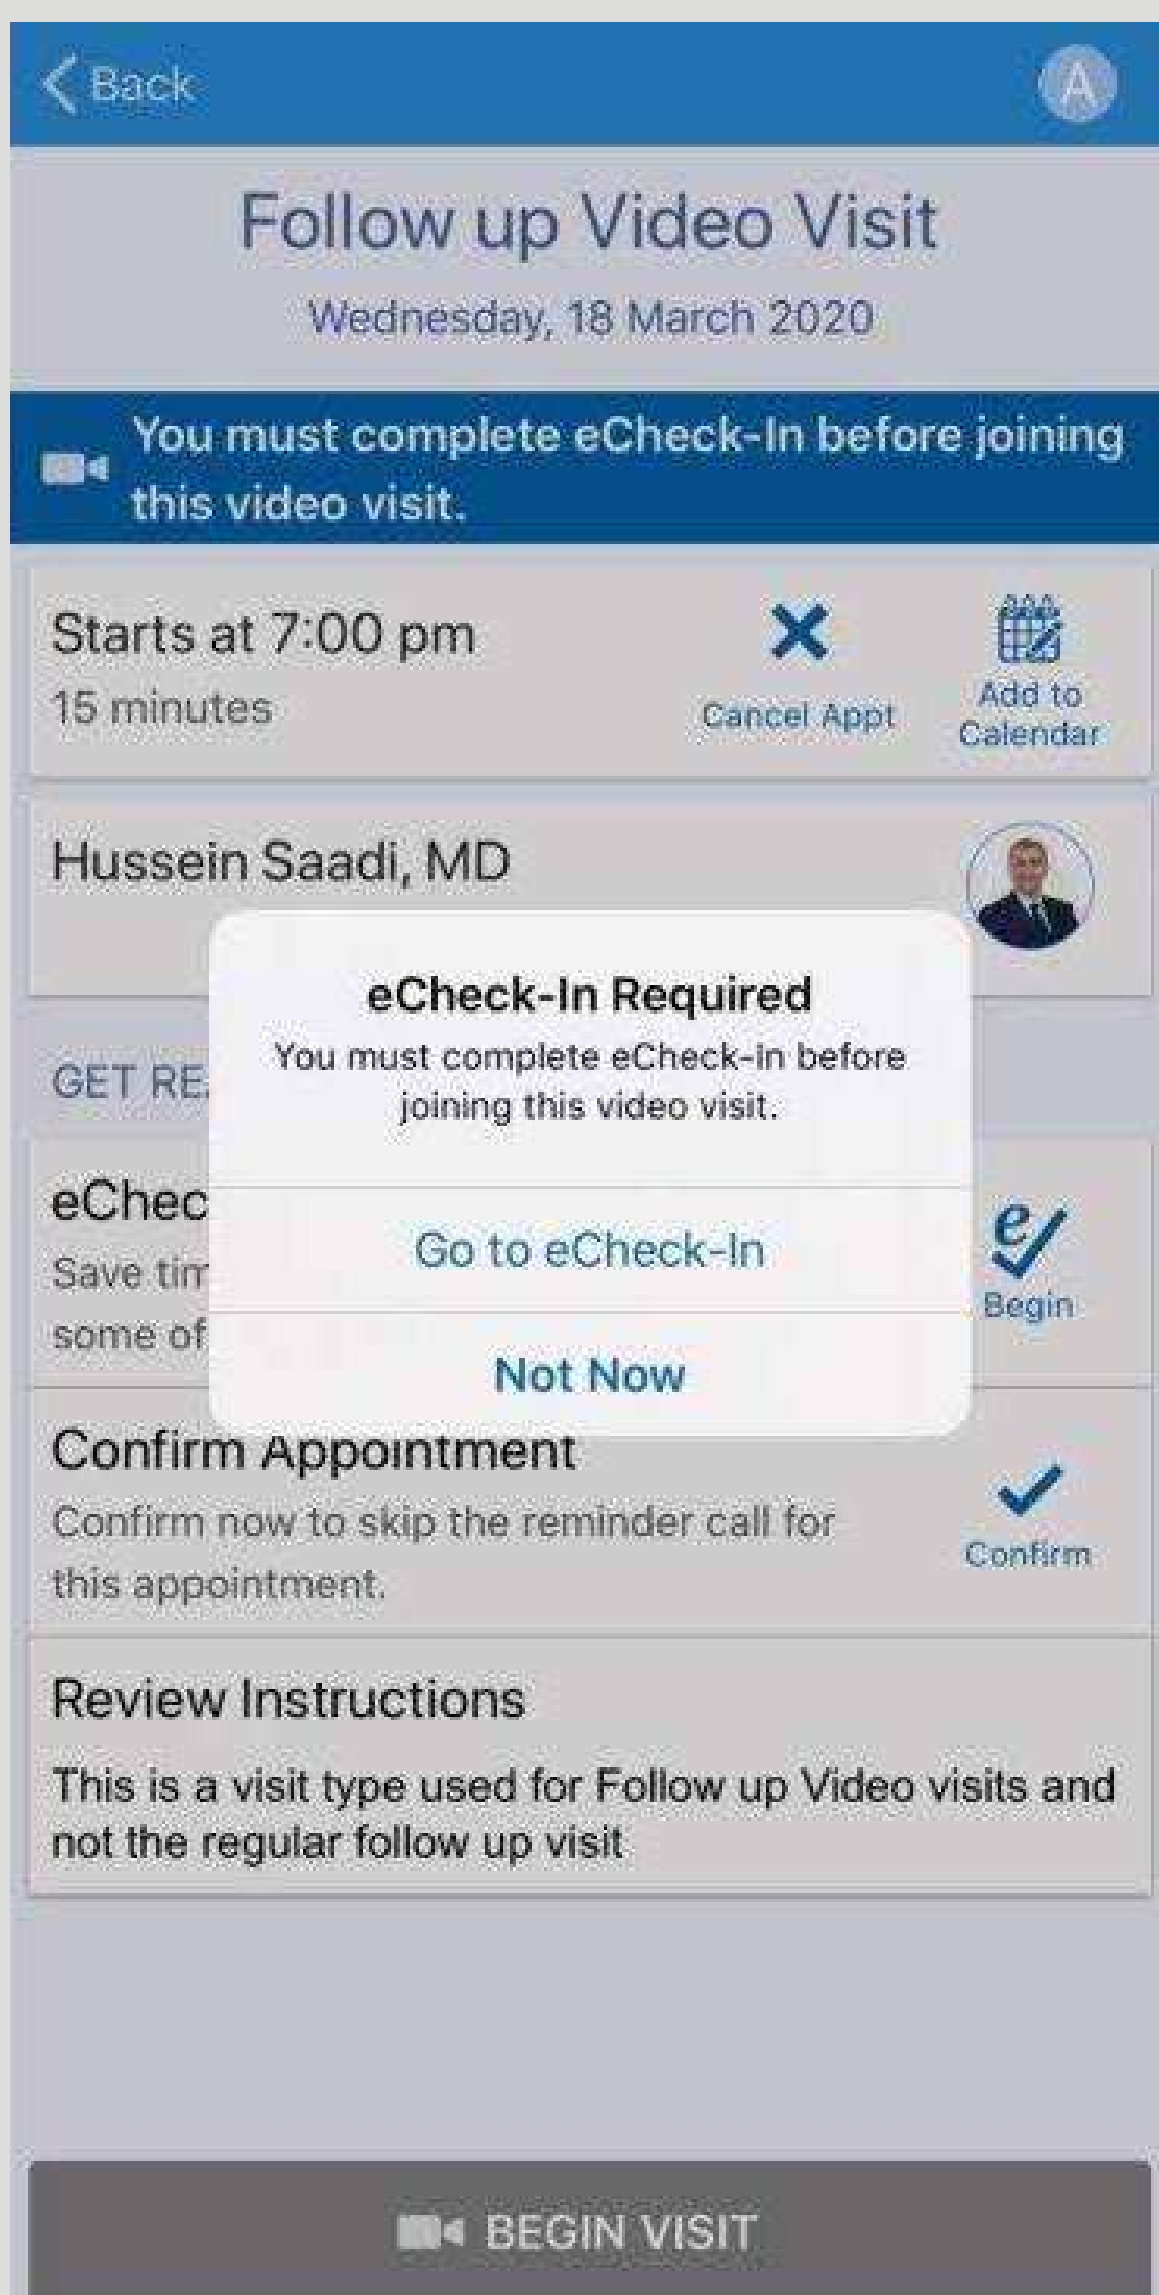 Back
A
Follow up Video Visit
Wednesday, 18 March 2020
You must complete eCheck-In before joining
this video visit.
Starts at 7:00 pm
15 minutes
Cancel Appt
Add to
Calendar
Hussein Saadi, MD
eCheck-In Required
You must complete eCheck-in before
joining this video visit.
GET RE
eChec
Save tim
some of
Go to eCheck-In
Begin
Not Now
Confirm Appointment
Confirm now to skip the reminder call for
this appointment.
Confirm
Review Instructions
This is a visit type used for Follow up Video visits and
not the regular follow up visit
BEGIN VISIT